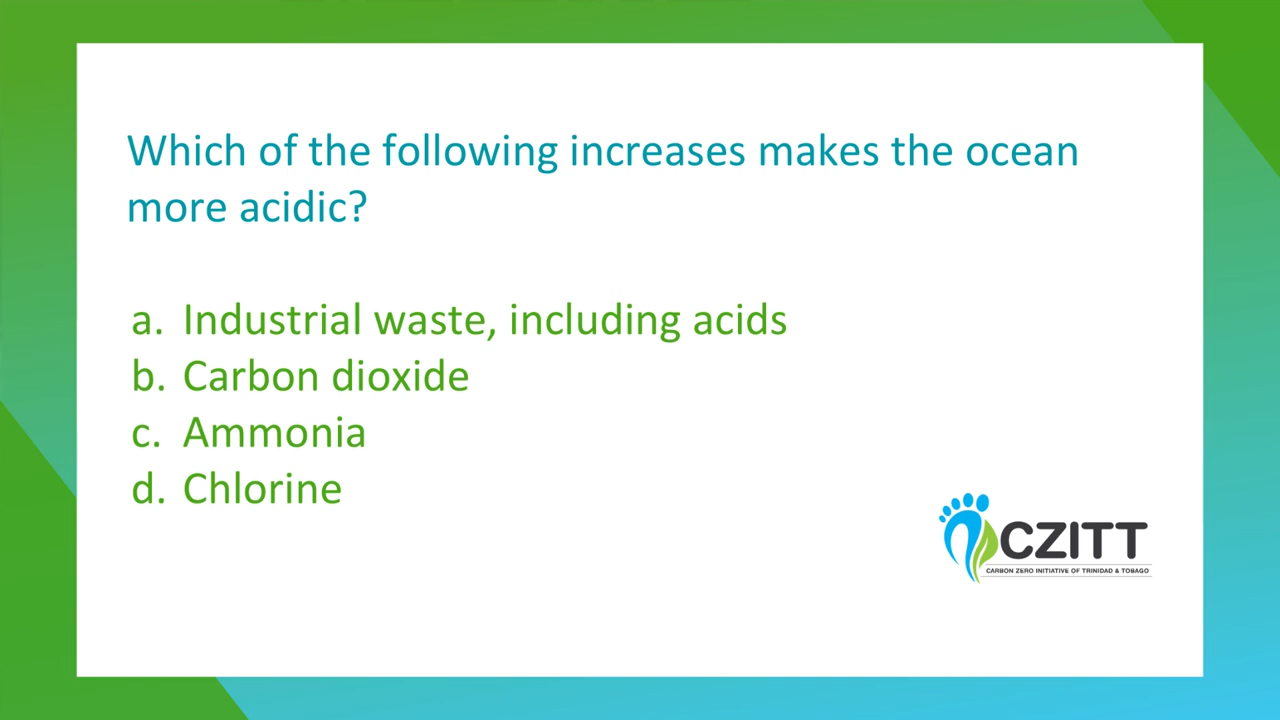 Which of the following increases makes the ocean
more acidic?
a. Industrial waste, including acids
b. Carbon dioxide
c. Ammonia
d. Chlorine
CZITT
CARBON ZERO INITIATIVE OF TRINIDAD & TOBAGO